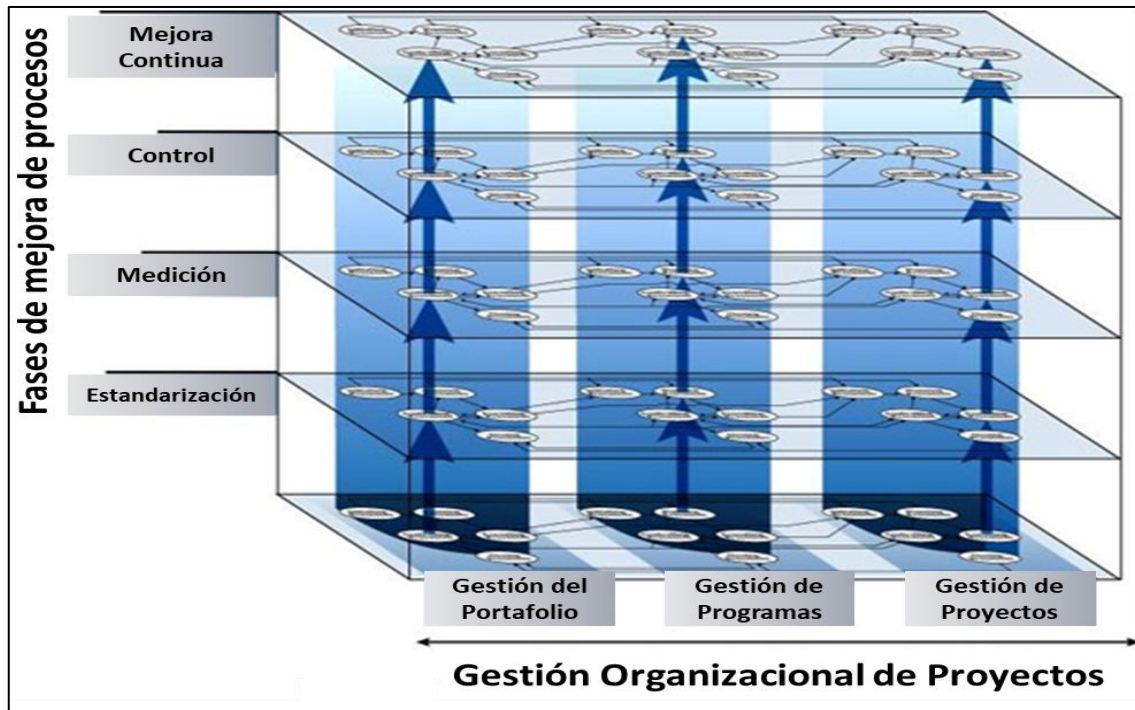 Fases de mejora de procesos
Mejora
Continua
Control
Medición
Estandarización
Gestión del
Portafolio
Gestión de
Programas
Gestión de
Proyectos
Gestión Organizacional de Proyectos